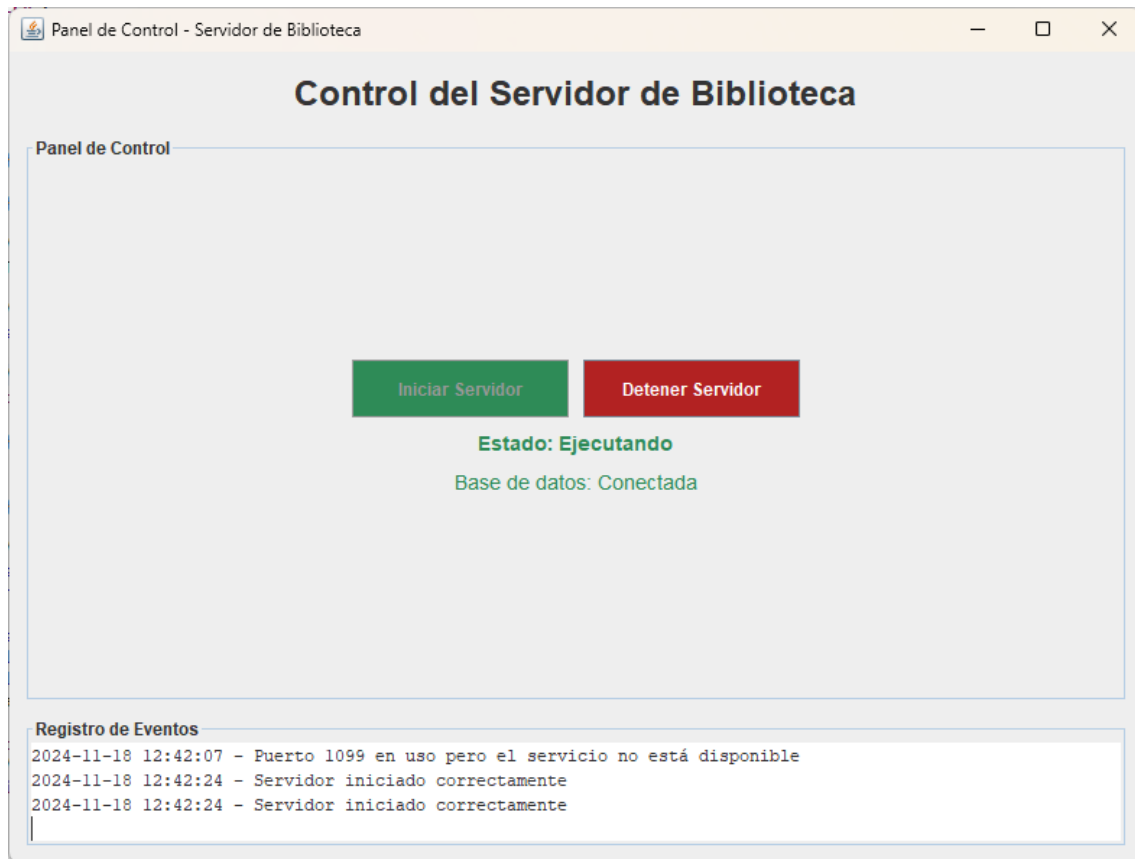 Panel de Control - Servidor de Biblioteca
Control del Servidor de Biblioteca
Panel de Control
Iniciar Servidor
Detener Servidor
Estado: Ejecutando
Base de datos: Conectada
Registro de Eventos
2024-11-18 12:42:07 - Puerto 1099 en uso pero el servicio no está disponible
2024-11-18 12:42:24 - Servidor iniciado correctamente
2024-11-18 12:42:24 - Servidor iniciado correctamente